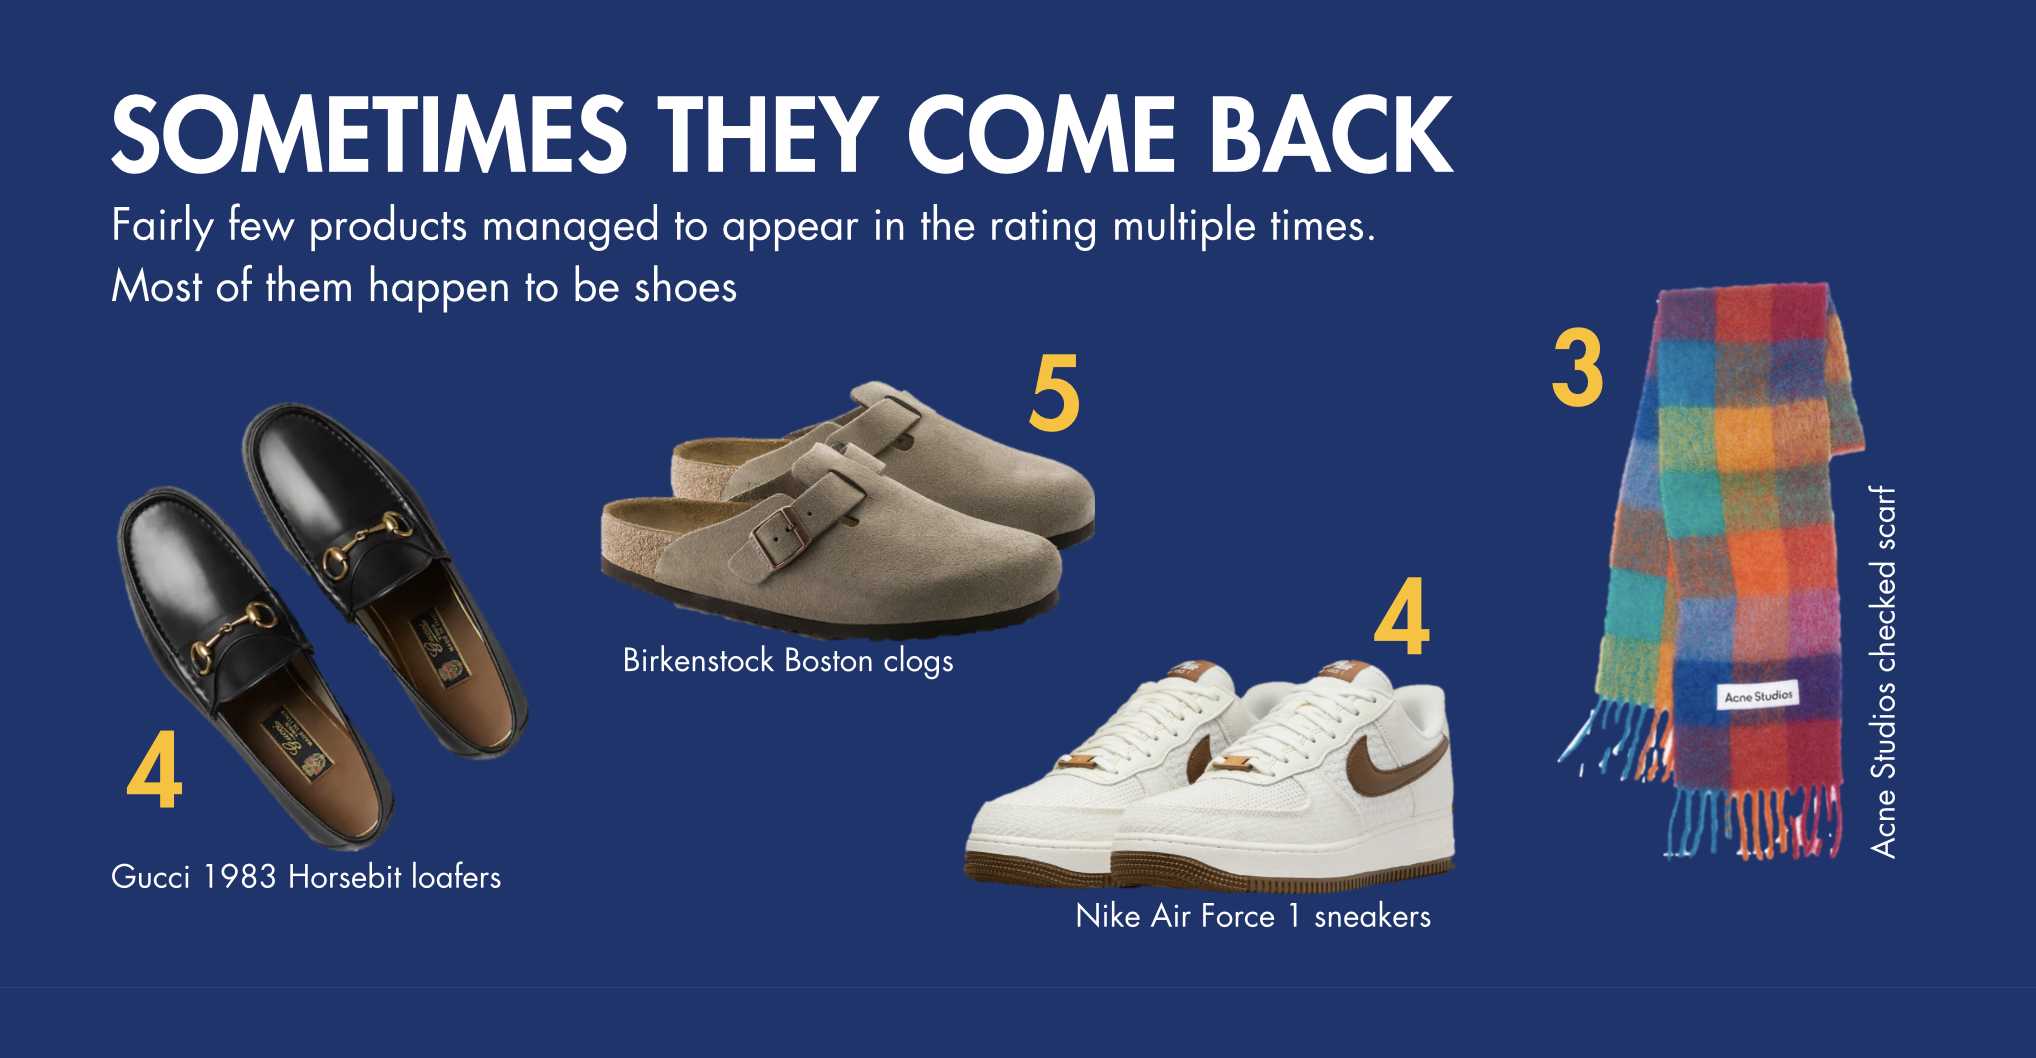 SOMETIMES THEY COME BACK
Fairly few products managed to appear in the rating multiple times.
Most of them happen to be shoes
4
Gucci 1983 Horsebit loafers
5
Birkenstock Boston clogs
4
Nike Air Force 1 sneakers
3
Acne Studios
Acne Studios checked scarf
Gucci
Gucci